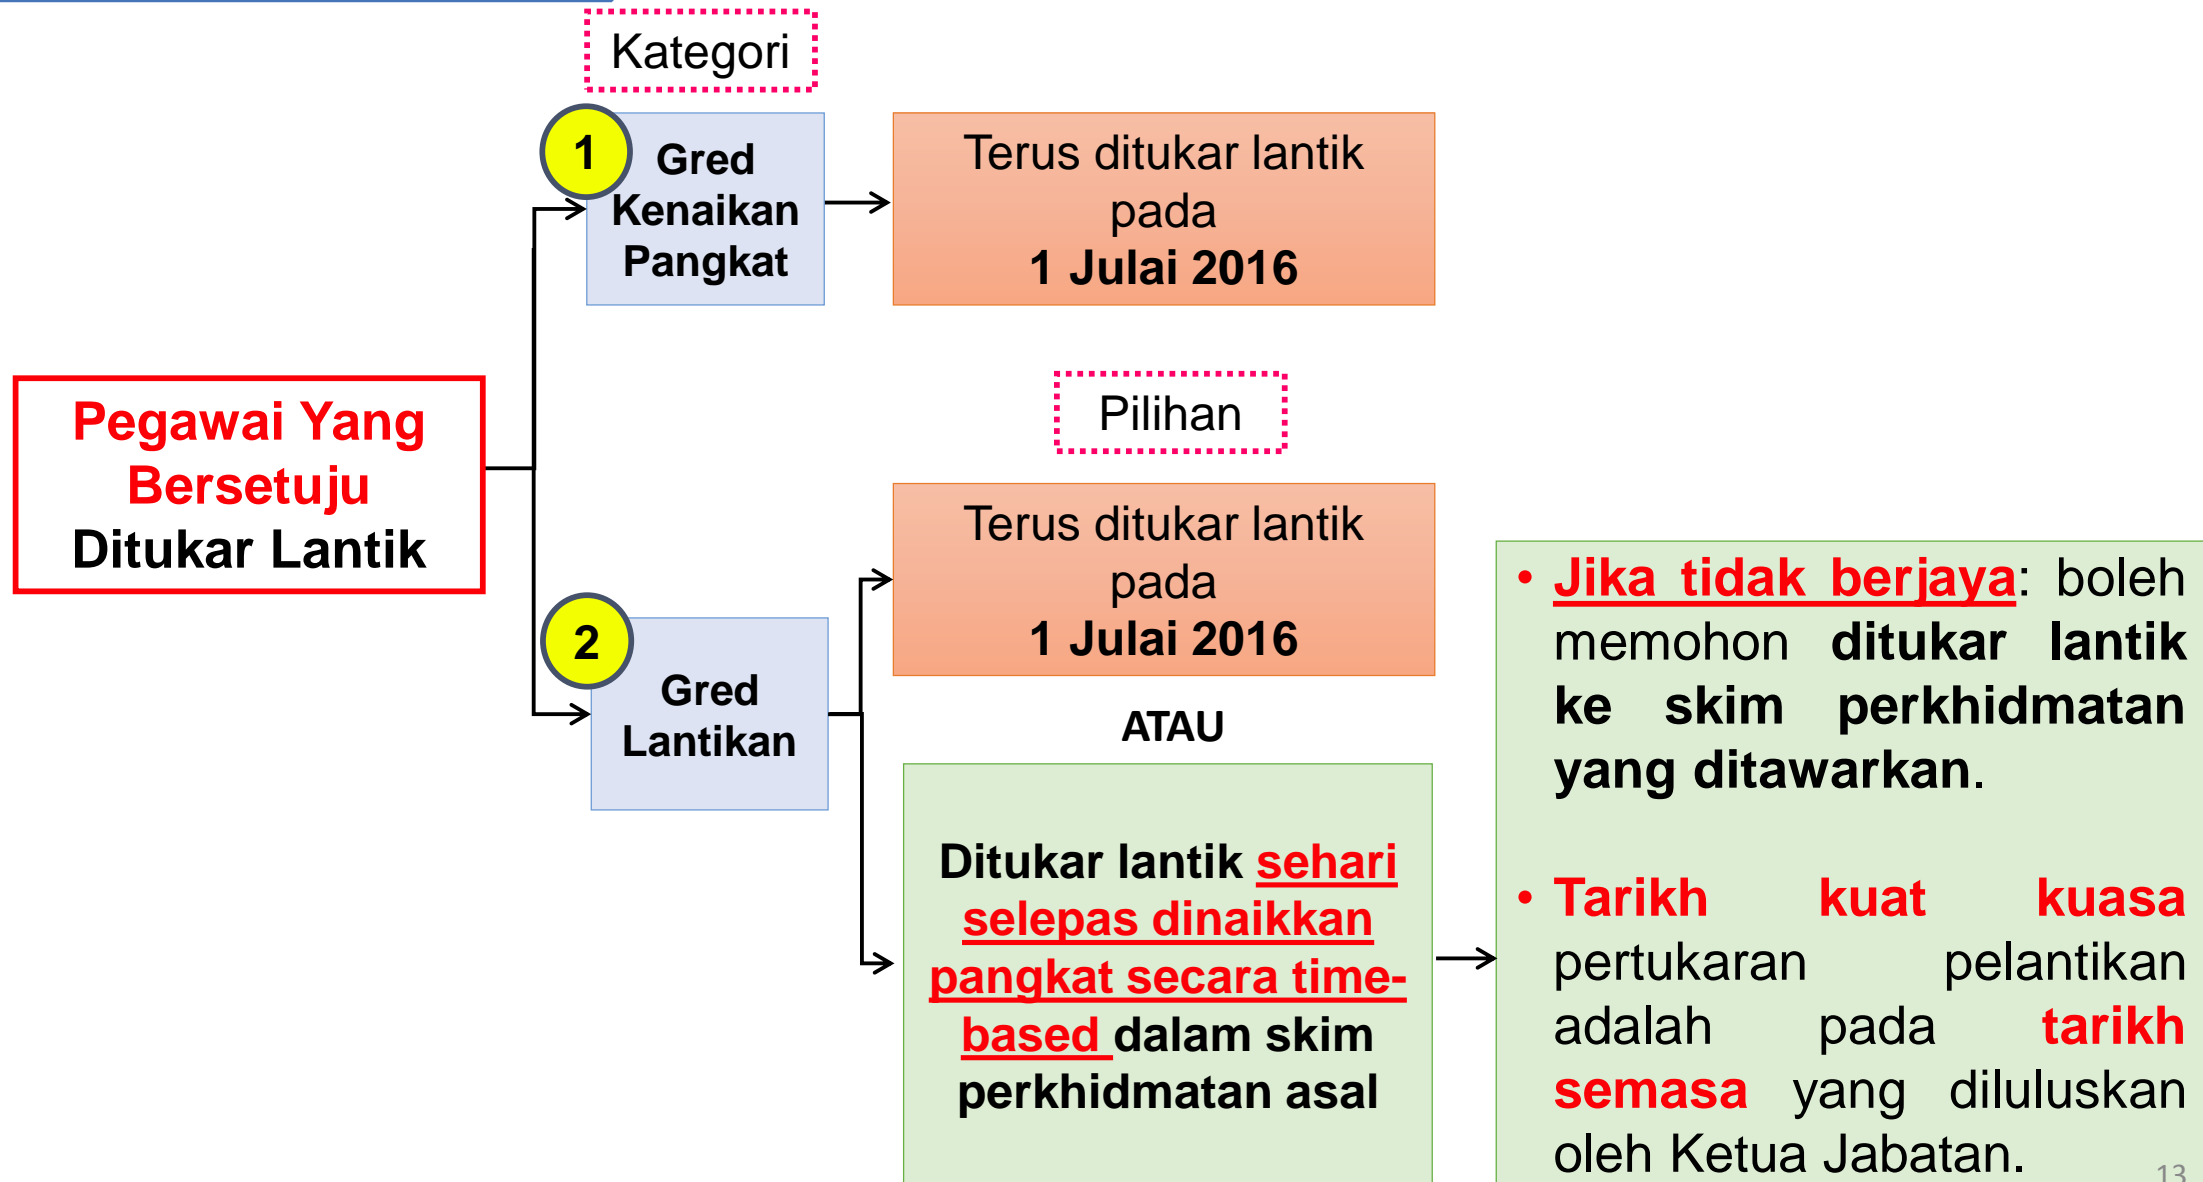 Kategori
1
Gred
Kenaikan
Pangkat
Terus ditukar lantik
pada
1 Julai 2016
Pegawai Yang
Bersetuju
Ditukar Lantik
Pilihan
2
Gred
Lantikan
Terus ditukar lantik
pada
1 Julai 2016
ATAU
Ditukar lantik sehari
selepas dinaikkan
pangkat secara time-
based dalam skim
perkhidmatan asal
• Jika tidak berjaya: boleh
memohon ditukar lantik
ke skim perkhidmatan
yang ditawarkan.
• Tarikh kuat kuasa
pertukaran pelantikan
adalah pada tarikh
semasa yang diluluskan
oleh Ketua Jabatan.
13